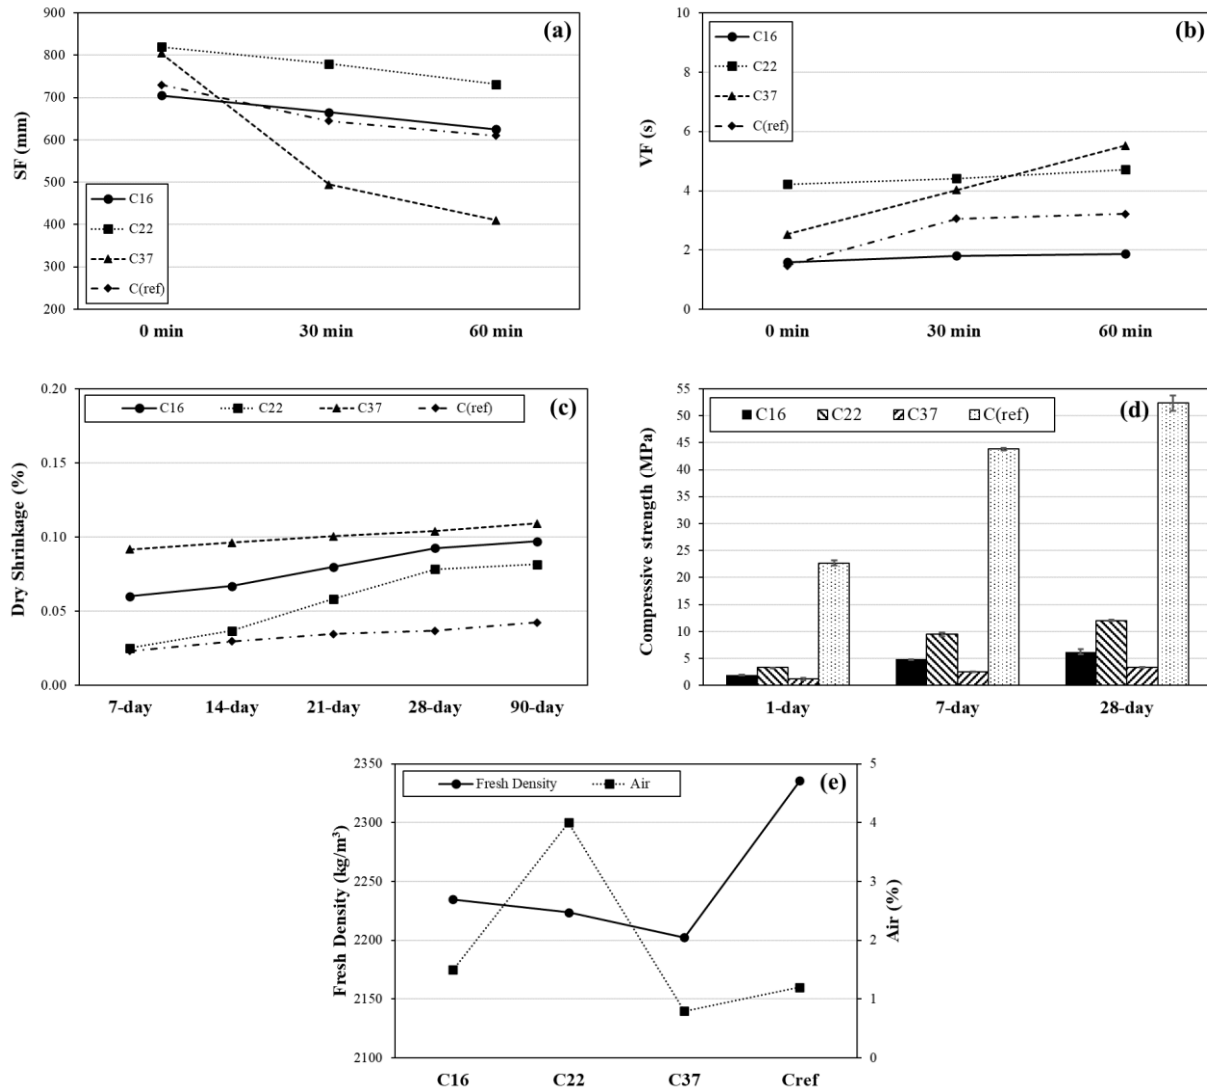 (a)
SF (mm)
900
800
700
600
500
400
300
200
C16
C22
C37
C(ref)
0 min 30 min 60 min
(b)
VF (s)
10
8
6
4
2
0
C16
C22
C37
C(ref)
0 min 30 min 60 min
(c)
Dry Shrinkage (%)
0.20
0.15
0.10
0.05
0.00
C16 C22 C37 C(ref)
7-day 14-day 21-day 28-day 90-day
(d)
Compressive strength (MPa)
55
50
45
40
35
30
25
20
15
10
5
0
C16 C22 C37 C(ref)
1-day 7-day 28-day
(e)
Fresh Density (kg/m³)
2350
2300
2250
2200
2150
2100
Fresh Density Air
5
4
3
2
1
0
Air (%)
C16 C22 C37 Cref